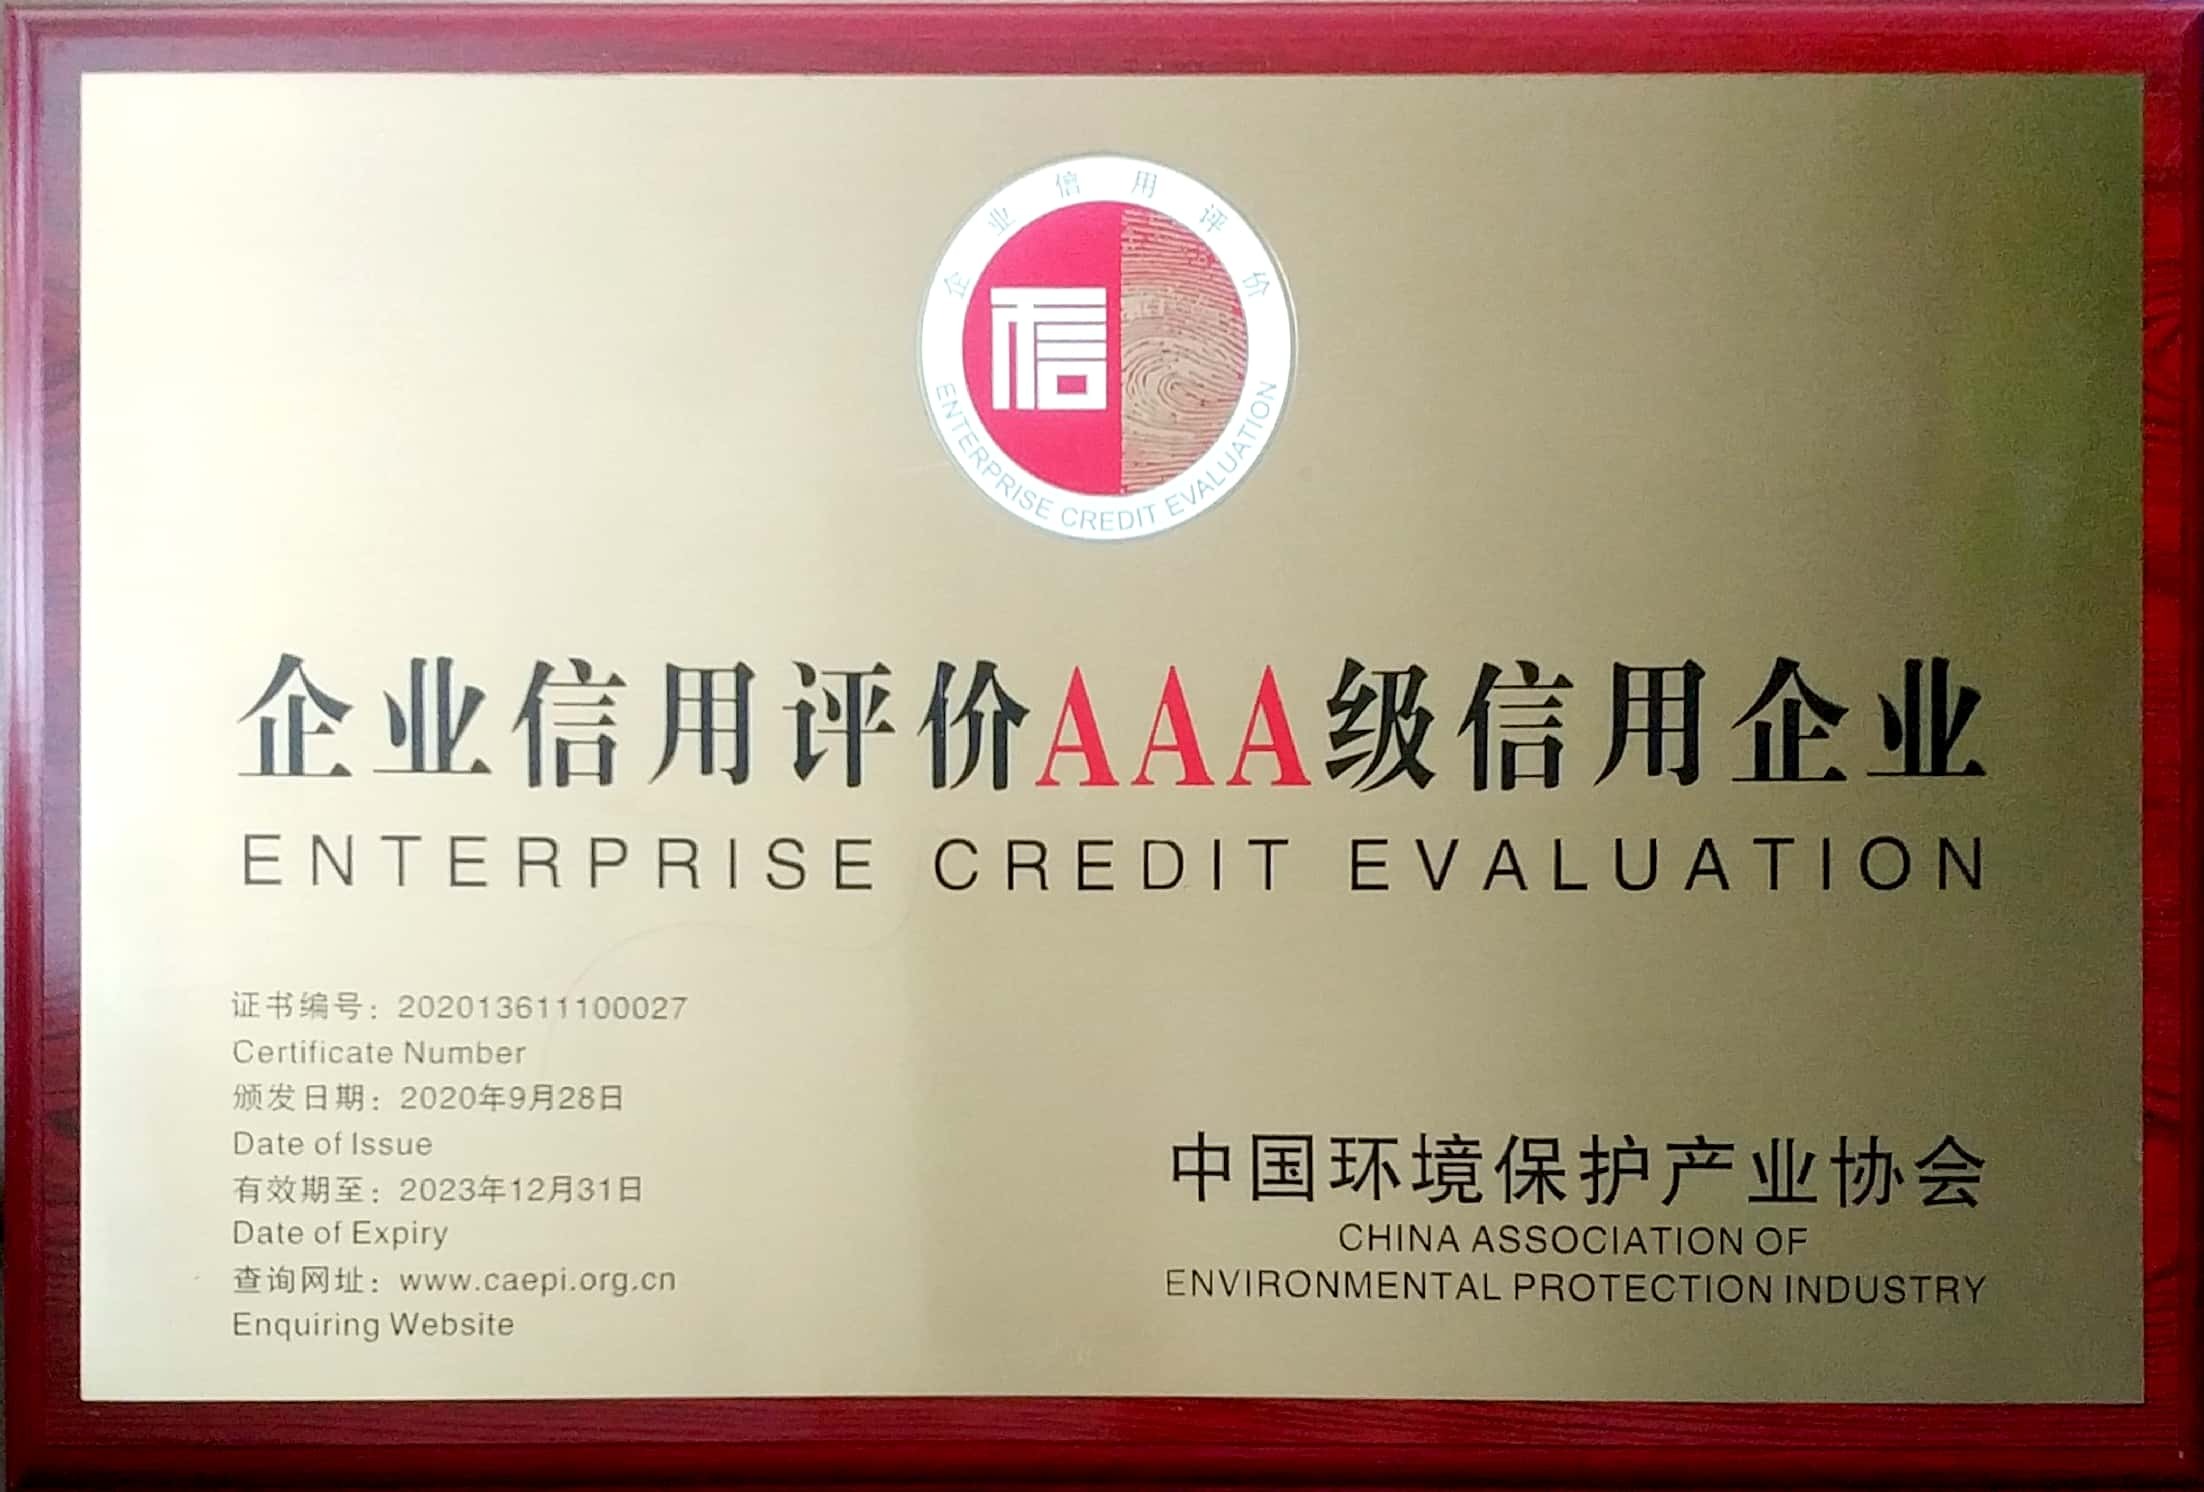 企业信用评价
信
ENTERPRISE CREDIT EVALUATION
企业信用评价AAA级信用企业
ENTERPRISE CREDIT EVALUATION
证书编号：202013611100027
Certificate Number
颁发日期：2020年9月28日
Date of Issue
有效期至：2023年12月31日
Date of Expiry
查询网址：www.caepi.org.cn
Enquiring Website
中国环境保护产业协会
CHINA ASSOCIATION OF
ENVIRONMENTAL PROTECTION INDUSTRY